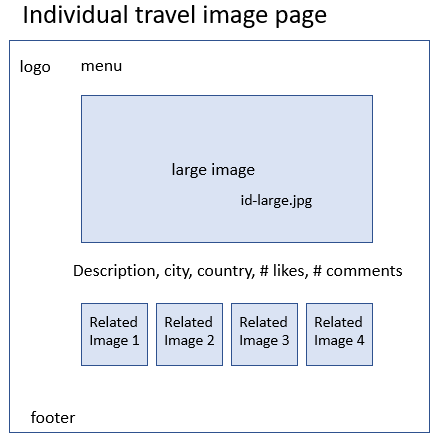 Individual travel image page
logo menu
large image
id-large.jpg
Description, city, country, # likes, # comments
Related Image 1
Related Image 2
Related Image 3
Related Image 4
footer